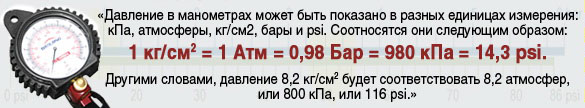 «Давление в манометрах может быть показано в разных единицах измерения:
кПа, атмосферы, кг/см2, бары и psi. Соотносятся они следующим образом:
1 кг/см² = 1 Атм = 0,98 Бар = 980 кПа = 14,3 psi.
Другими словами, давление 8,2 кг/см² будет соответствовать 8,2 атмосфер,
или 800 кПа, или 116 psi.»